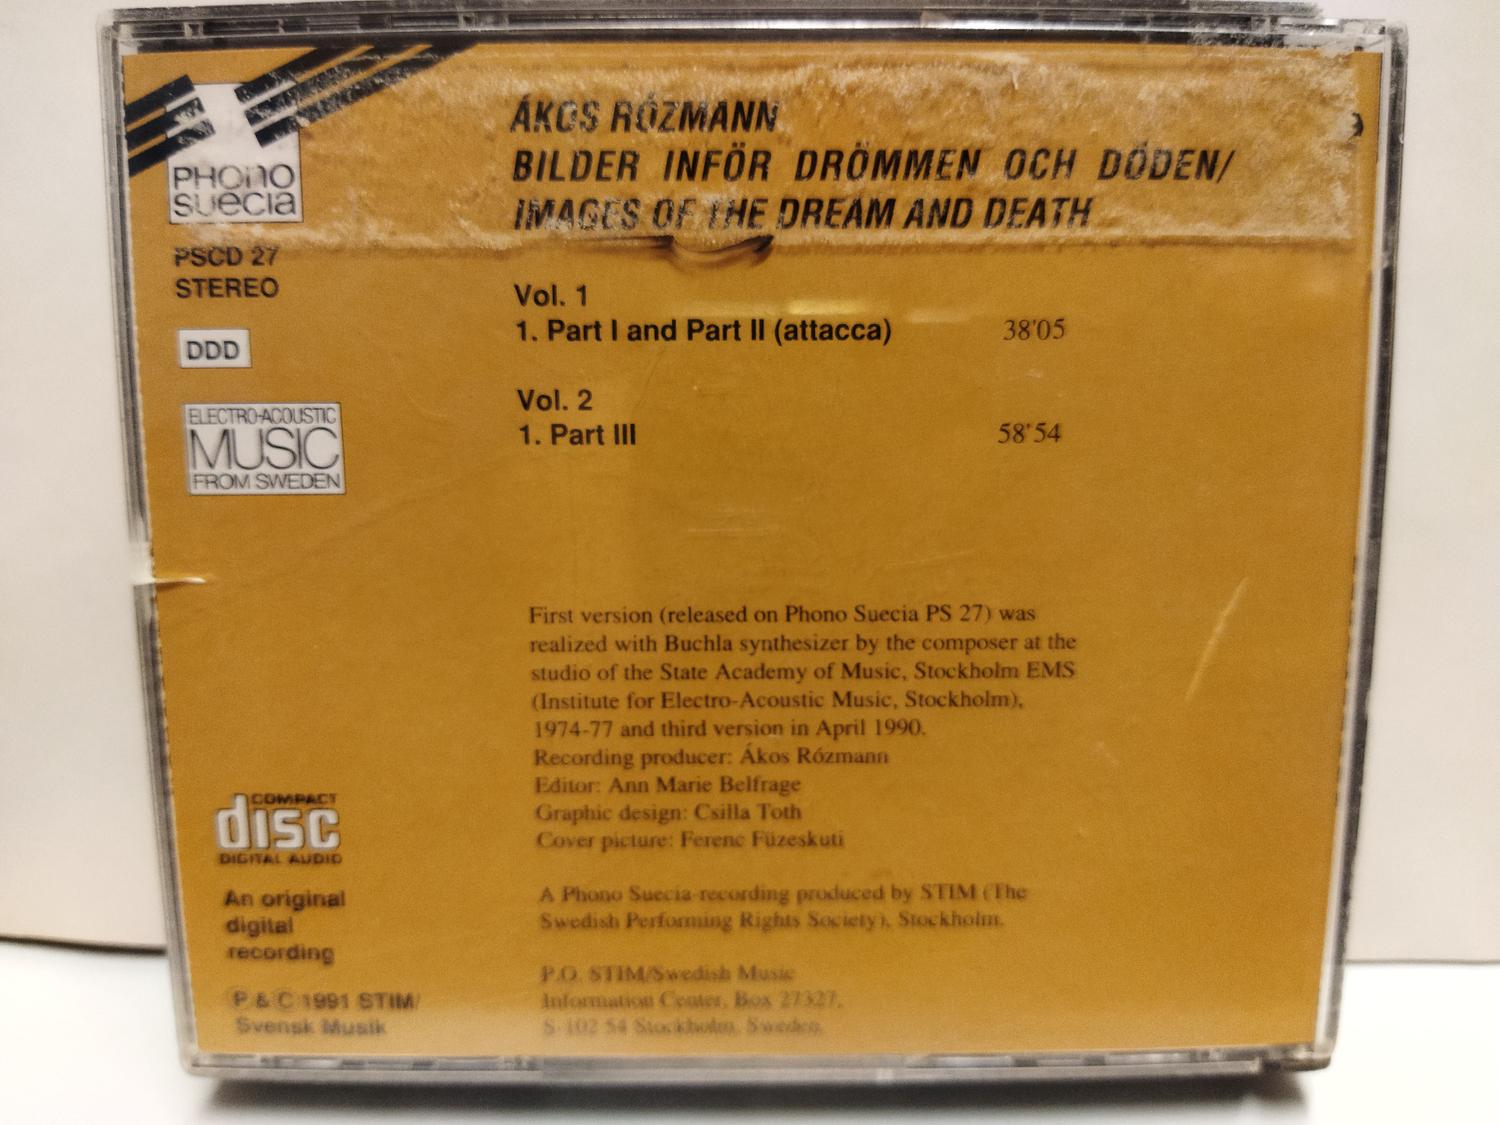 ÁKOS RÓZMANN
BILDER INFÖR DRÖMMEN OCH DÖDEN/
IMAGES OF THE DREAM AND DEATH
9
PHONO
suecia
PSCD 27
STEREO
DDD
ELECTRO-ACOUSTIC
MUSIC
FROM SWEDEN
Vol. 1
1. Part I and Part II (attacca) 38'05
Vol. 2
1. Part III 58'54
First version (released on Phono Suecia PS 27) was
realized with Buchla synthesizer by the composer at the
studio of the State Academy of Music, Stockholm EMS
(Institute for Electro-Acoustic Music, Stockholm),
1974-77 and third version in April 1990.
Recording producer: Ákos Rózmann
Editor: Ann Marie Belfrage
Graphic design: Csilla Toth
Cover picture: Ferenc Füzeskuti
A Phono Suecia-recording produced by STIM (The
Swedish Performing Rights Society), Stockholm.
P.O. STIM/Swedish Music
Information Center, Box 27327,
S-102 54 Stockholm, Sweden.
COMPACT
disc
DIGITAL AUDIO
An original
digital
recording
Ⓟ & Ⓒ 1991 STIM/
Svensk Musik